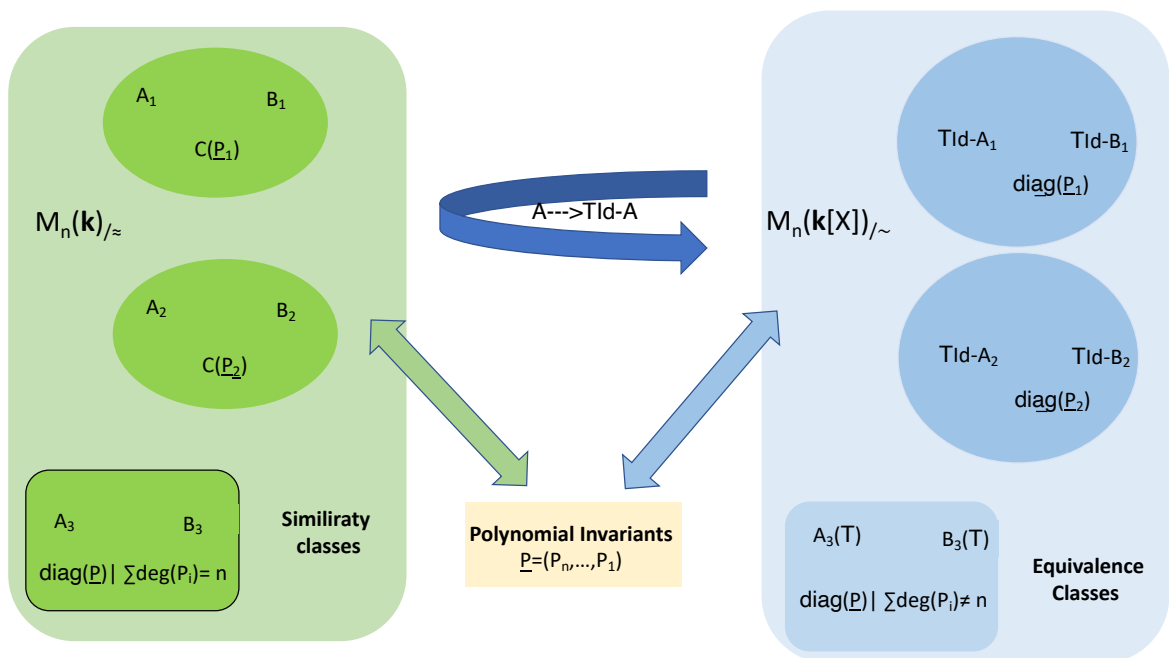 A₁ B₁
C(P₁)
Mₙ(k)/≈
A₂ B₂
C(P₂)
A₃ B₃
diag(P)| ∑deg(Pᵢ)= n
Similiraty
classes
A--->TId-A
Polynomial Invariants
P=(Pₙ,...,P₁)
TId-A₁ TId-B₁
diag(P₁)
Mₙ(k[X])/~
TId-A₂ TId-B₂
diag(P₂)
A₃(T) B₃(T)
diag(P)| ∑deg(Pᵢ)≠ n
Equivalence
Classes